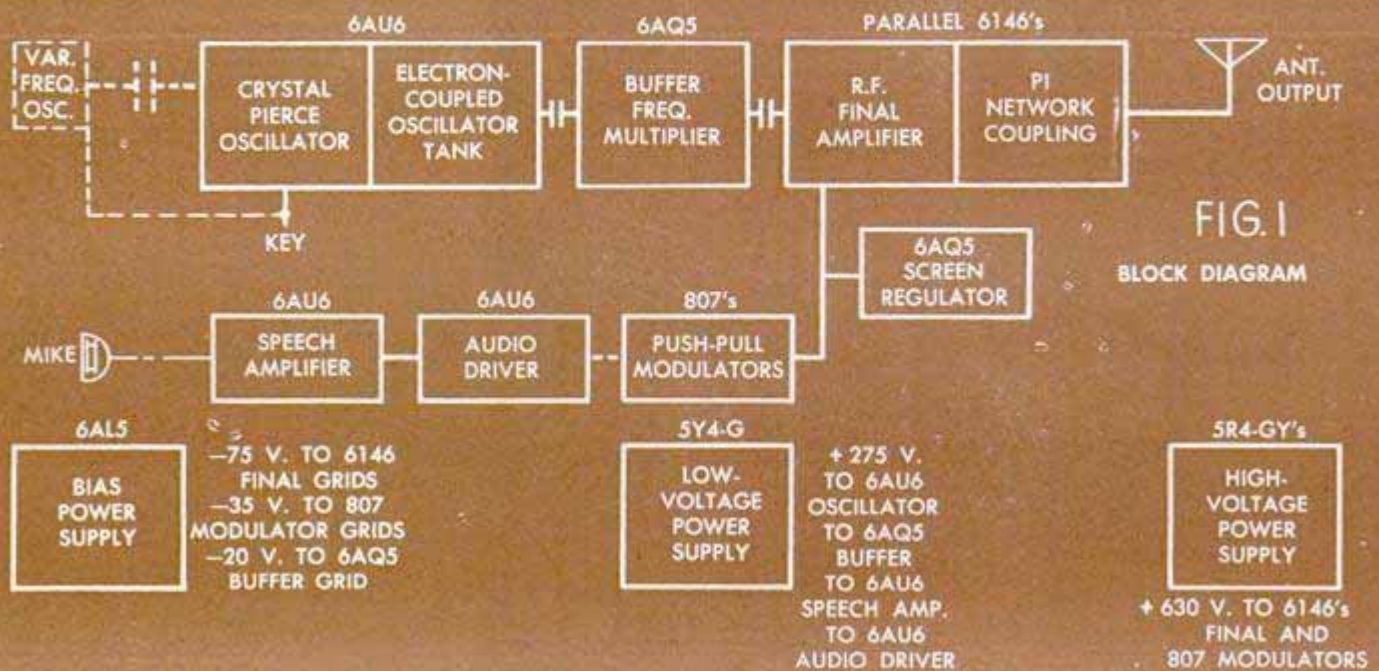 6AU6
6AQ5
PARALLEL 6146's
VAR.
FREQ.
OSC.
CRYSTAL
PIERCE
OSCILLATOR
ELECTRON-
COUPLED
OSCILLATOR
TANK
BUFFER
FREQ.
MULTIPLIER
R.F.
FINAL
AMPLIFIER
PI
NETWORK
COUPLING
ANT.
OUTPUT
KEY
6AQ5
SCREEN
REGULATOR
FIG. 1
BLOCK DIAGRAM
MIKE
6AU6
SPEECH
AMPLIFIER
6AU6
AUDIO
DRIVER
807's
PUSH-PULL
MODULATORS
6AL5
BIAS
POWER
SUPPLY
—75 V. TO 6146
FINAL GRIDS
—35 V. TO 807
MODULATOR GRIDS
—20 V. TO 6AQ5
BUFFER GRID
5Y4-G
LOW-
VOLTAGE
POWER
SUPPLY
+ 275 V.
TO 6AU6
OSCILLATOR
TO 6AQ5
BUFFER
TO 6AU6
SPEECH AMP.
TO 6AU6
AUDIO DRIVER
5R4-GY's
HIGH-
VOLTAGE
POWER
SUPPLY
+ 630 V. TO 6146's
FINAL AND
807 MODULATORS